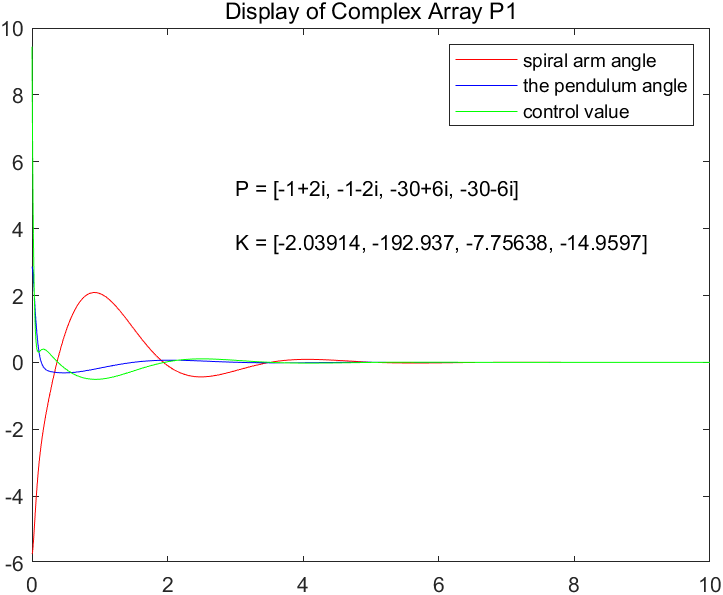 Display of Complex Array P1
10
8
6
4
2
0
-2
-4
-6
spiral arm angle
the pendulum angle
control value
P = [-1+2i, -1-2i, -30+6i, -30-6i]
K = [-2.03914, -192.937, -7.75638, -14.9597]
0 2 4 6 8 10